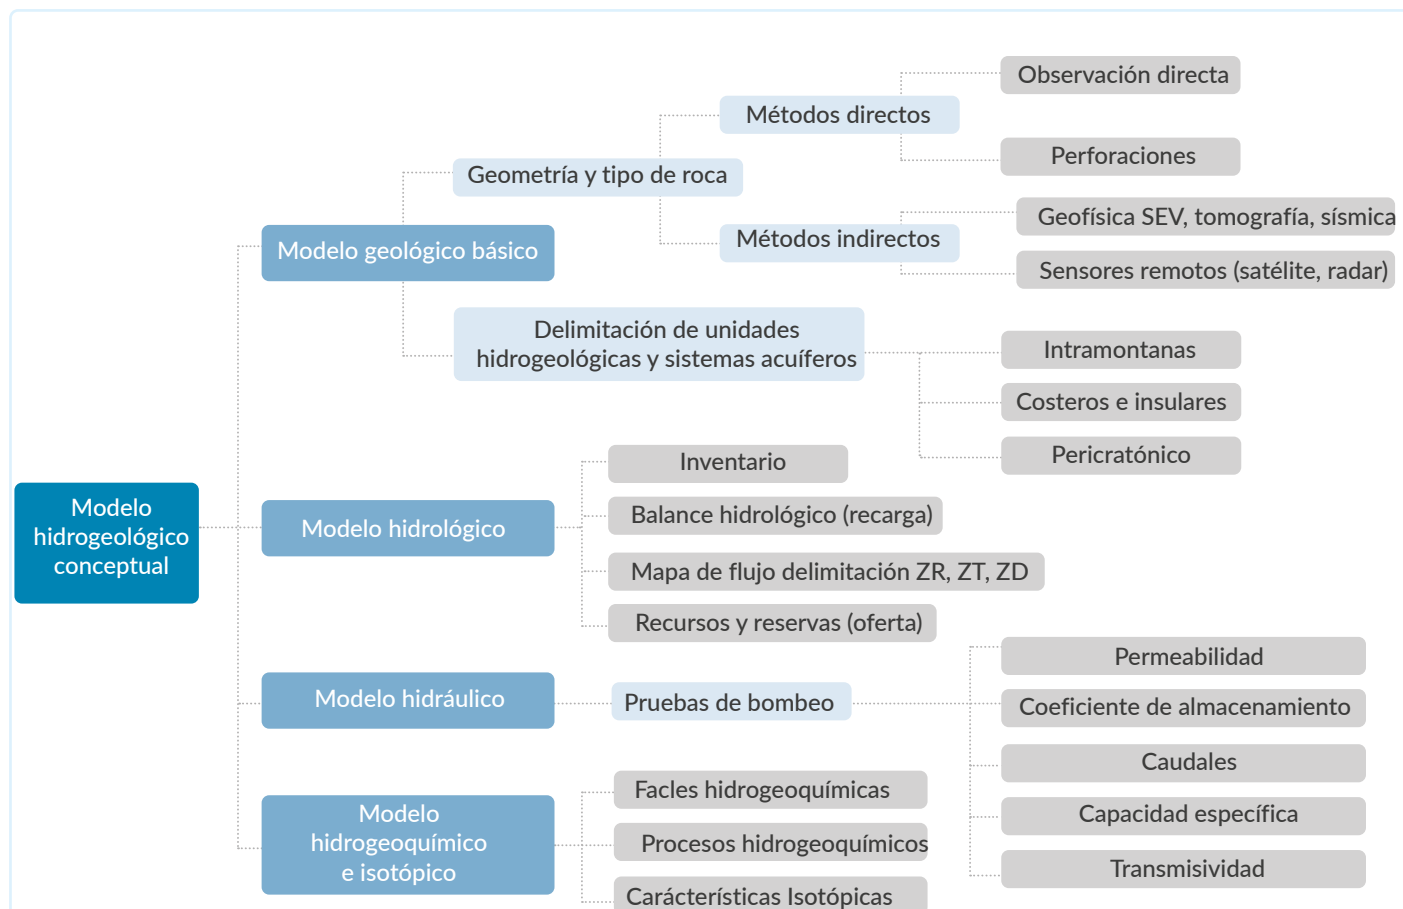 Modelo
hidrogeológico
conceptual
Modelo geológico básico
Geometría y tipo de roca
Métodos directos
Observación directa
Perforaciones
Métodos indirectos
Geofísica SEV, tomografía, sísmica
Sensores remotos (satélite, radar)
Delimitación de unidades
hidrogeológicas y sistemas acuíferos
Intramontanas
Costeros e insulares
Pericratónico
Modelo hidrológico
Inventario
Balance hidrológico (recarga)
Mapa de flujo delimitación ZR, ZT, ZD
Recursos y reservas (oferta)
Modelo hidráulico
Pruebas de bombeo
Permeabilidad
Coeficiente de almacenamiento
Caudales
Capacidad específica
Transmisividad
Modelo
hidrogeoquímico
e isotópico
Facles hidrogeoquímicas
Procesos hidrogeoquímicos
Carácterísticas Isotópicas